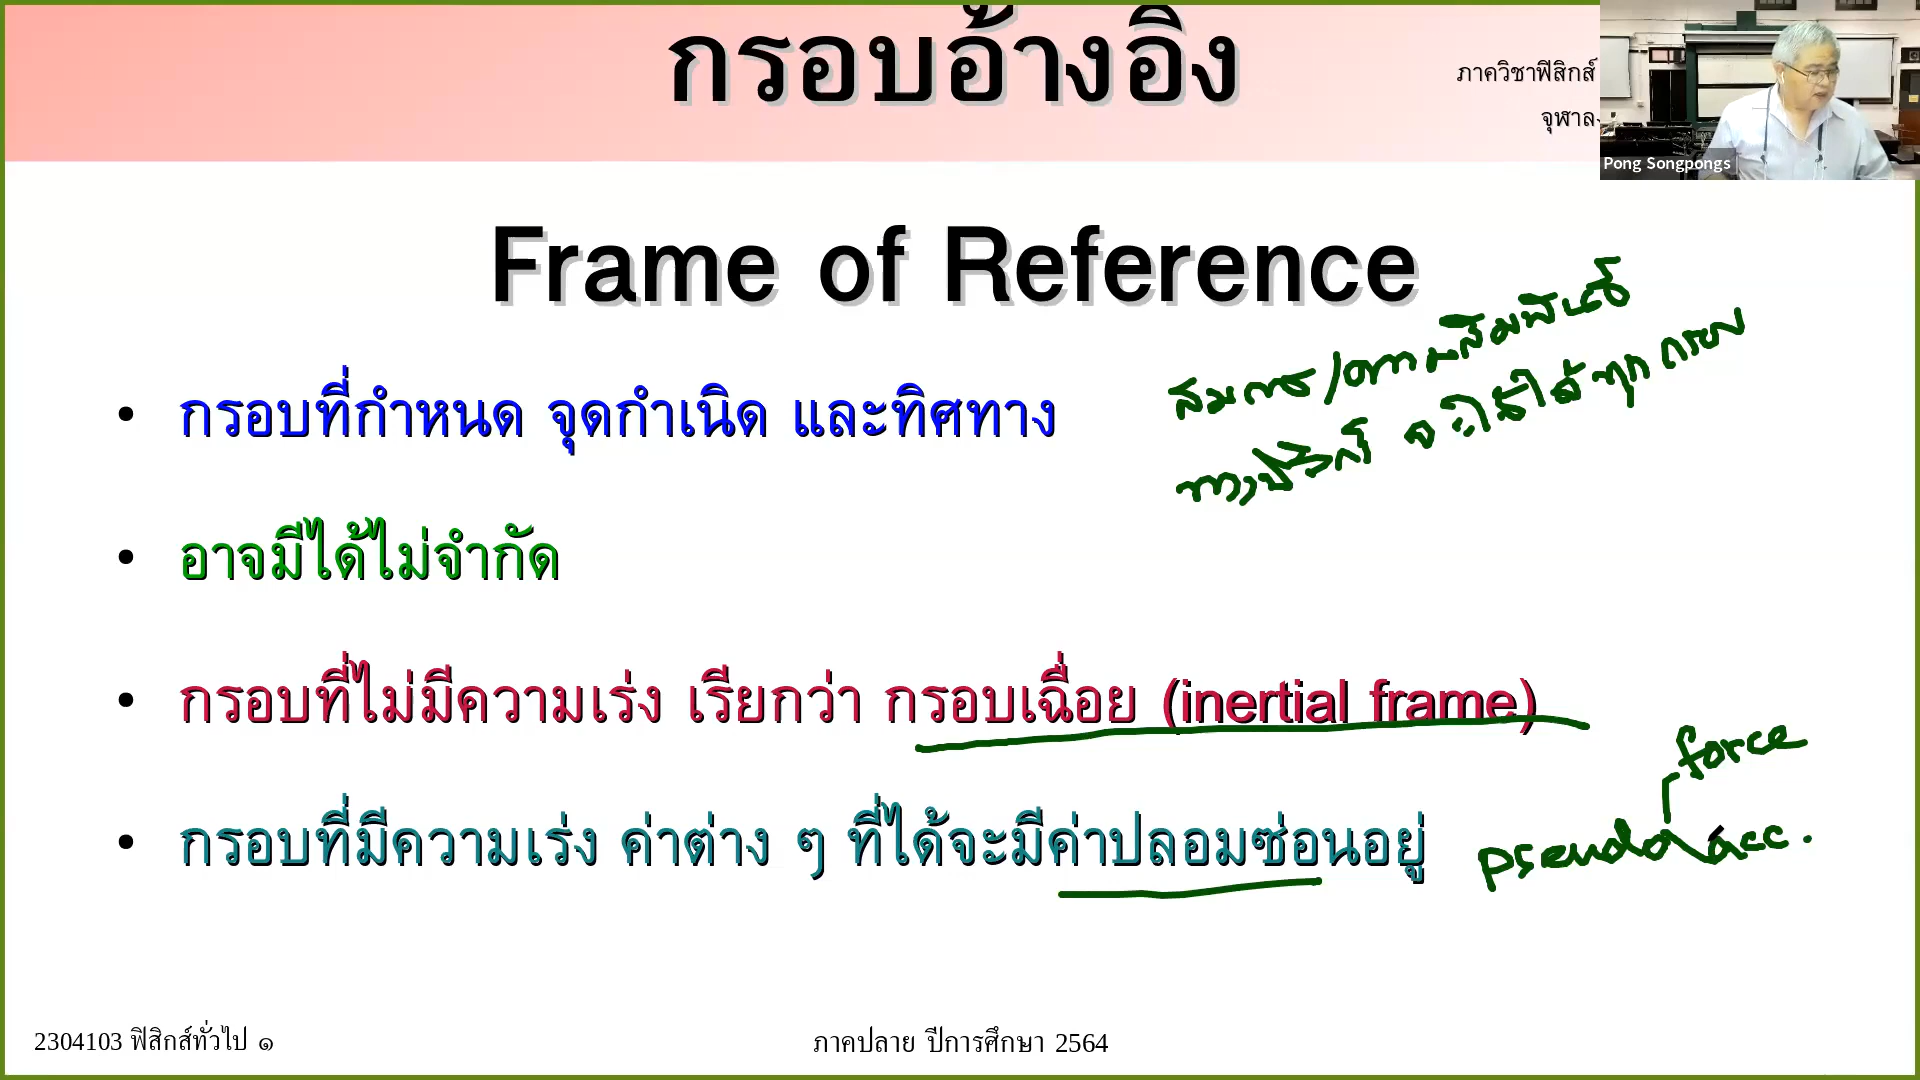 กรอบอ้างอิง
ภาควิชาฟิสิกส์
จุฬาลง
Pong Songpongs
Frame of Reference
สมการ/ความสัมพันธ์
ทางฟิสิกส์ จะใช้ได้ทุกกรอบ
• กรอบที่กำหนด จุดกำเนิด และทิศทาง
• อาจมีได้ไม่จำกัด
• กรอบที่ไม่มีความเร่ง เรียกว่า กรอบเฉื่อย (inertial frame)
force
• กรอบที่มีความเร่ง ค่าต่าง ๆ ที่ได้จะมีค่าปลอมซ่อนอยู่
pseudo acc.
2304103 ฟิสิกส์ทั่วไป ๑
ภาคปลาย ปีการศึกษา 2564